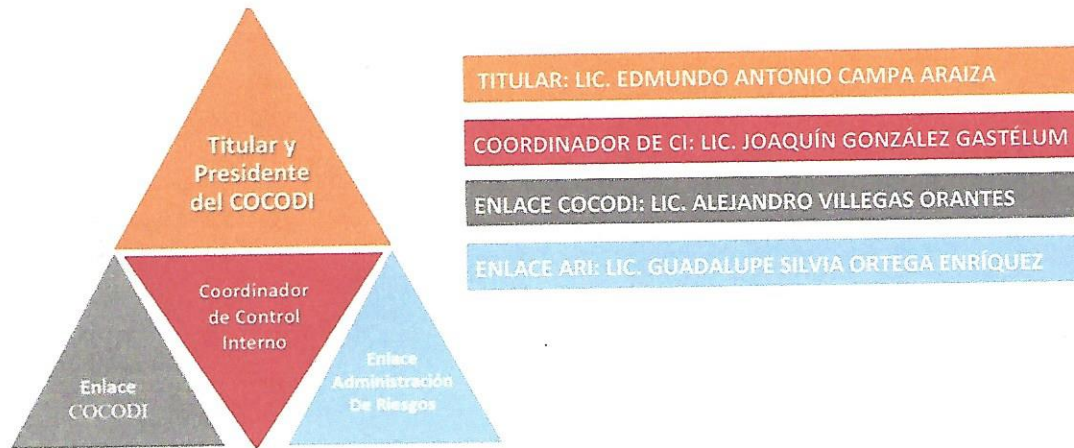 Titular y
Presidente
del COCODI
Coordinador
de Control
Interno
Enlace
COCODI
Enlace
Administración
De Riesgos
TITULAR: LIC. EDMUNDO ANTONIO CAMPA ARAIZA
COORDINADOR DE CI: LIC. JOAQUÍN GONZÁLEZ GASTÉLUM
ENLACE COCODI: LIC. ALEJANDRO VILLEGAS ORANTES
ENLACE ARI: LIC. GUADALUPE SILVIA ORTEGA ENRÍQUEZ